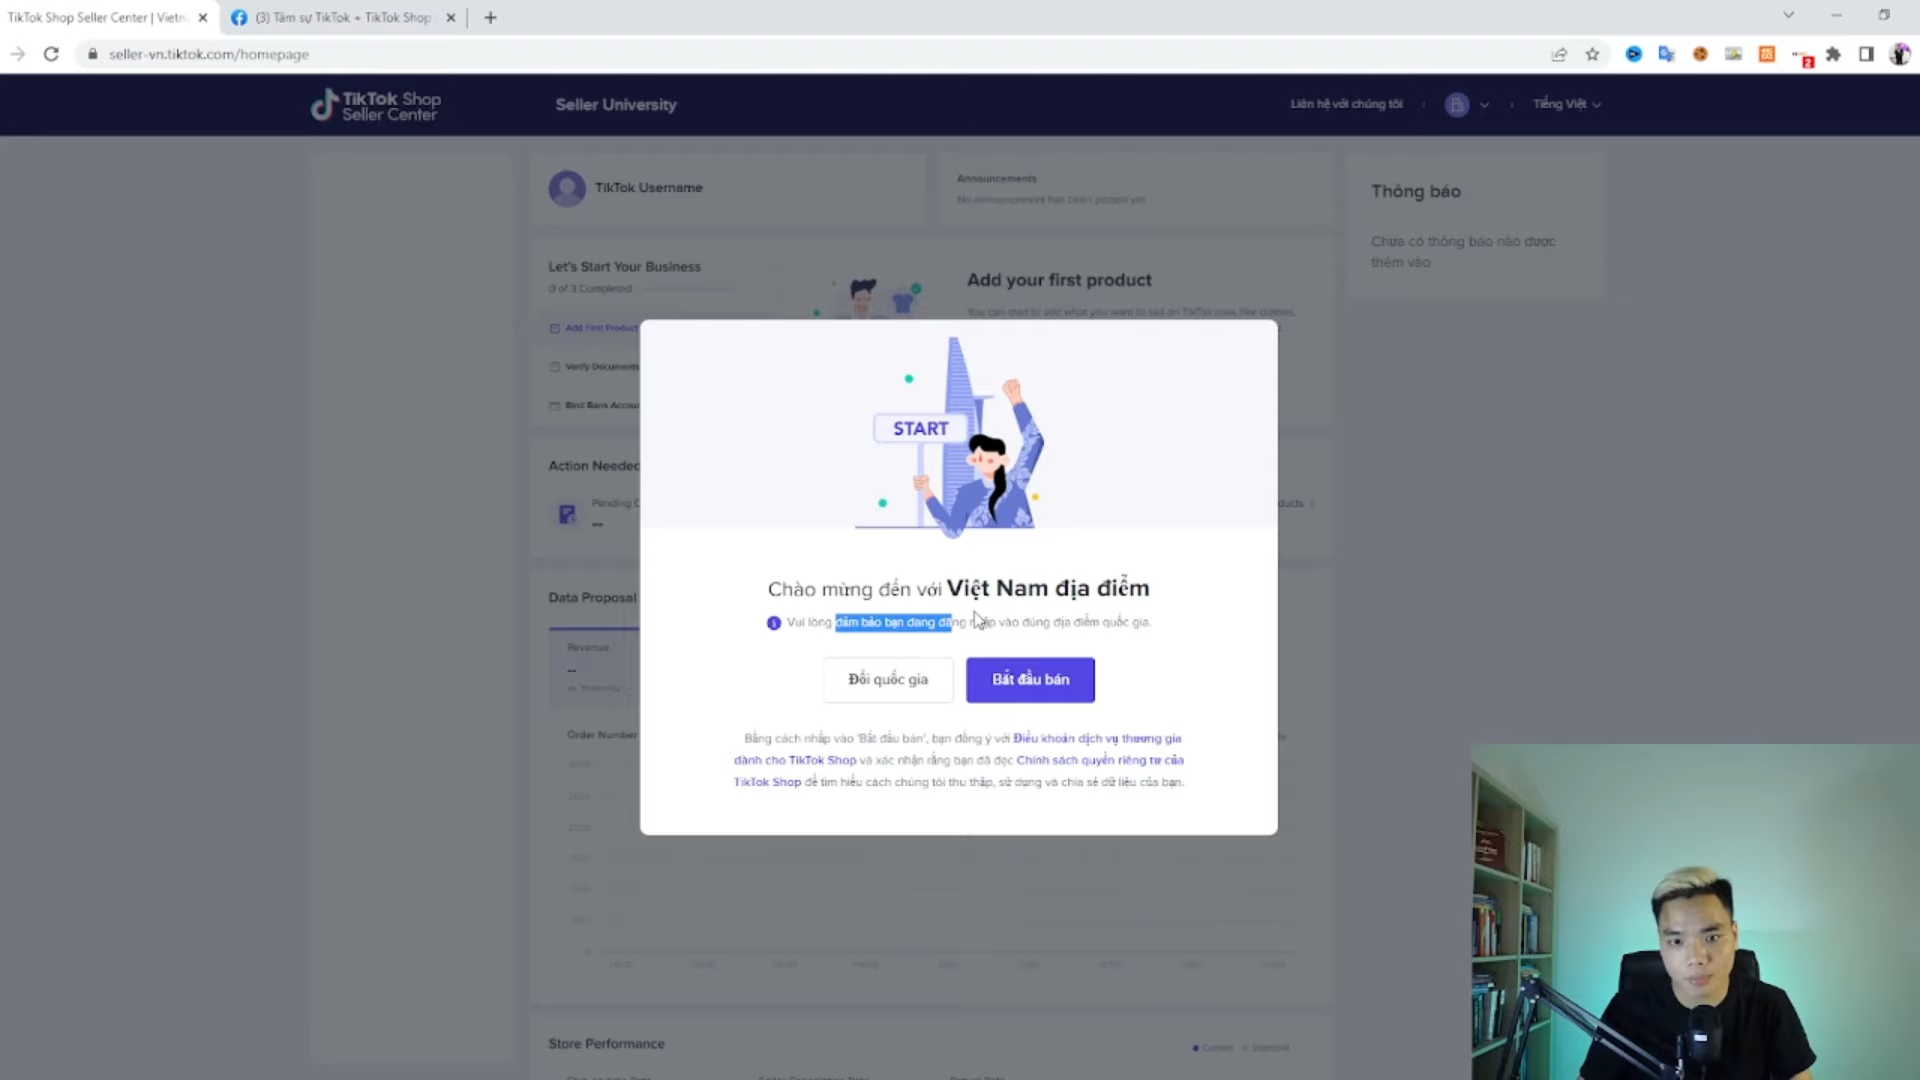 TikTok Shop Seller Center | Vietn
(3) Tâm sự TikTok + TikTok Shop
seller-vn.tiktok.com/homepage
2
TikTok Shop
Seller Center
Seller University
Liên hệ với chúng tôi
Tiếng Việt
TikTok Username
Announcements
No announcement has been posted yet.
Thông báo
Chưa có thông báo nào được
thêm vào
Let's Start Your Business
0 of 3 Completed
Add your first product
You can start to add what you want to sell on TikTok now, like clothes,
Add First Product
Verify Documents
Bind Bank Accou
START
Action Needed
Pending
ducts
--
Chào mừng đến với Việt Nam địa điểm
Vui lòng đảm bảo bạn đang đăng nhập vào đúng địa điểm quốc gia.
Data Proposal
Revenue
--
Yesterday
Đổi quốc gia
Bắt đầu bán
Order Number
Bằng cách nhấp vào 'Bắt đầu bán', bạn đồng ý với Điều khoản dịch vụ thương gia
dành cho TikTok Shop và xác nhận rằng bạn đã đọc Chính sách quyền riêng tư của
TikTok Shop để tìm hiểu cách chúng tôi thu thập, sử dụng và chia sẻ dữ liệu của bạn.
Store Performance